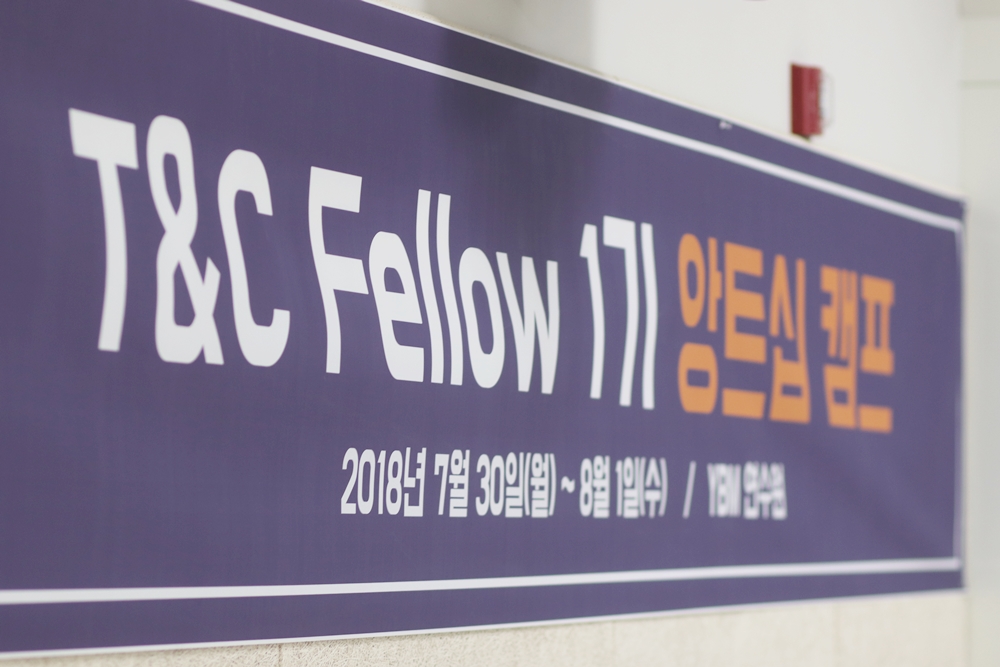 T&C Fellow 1기 앙트십 캠프
2018년 7월 30일(월) ~ 8월 1일(수) / YBM 연수원